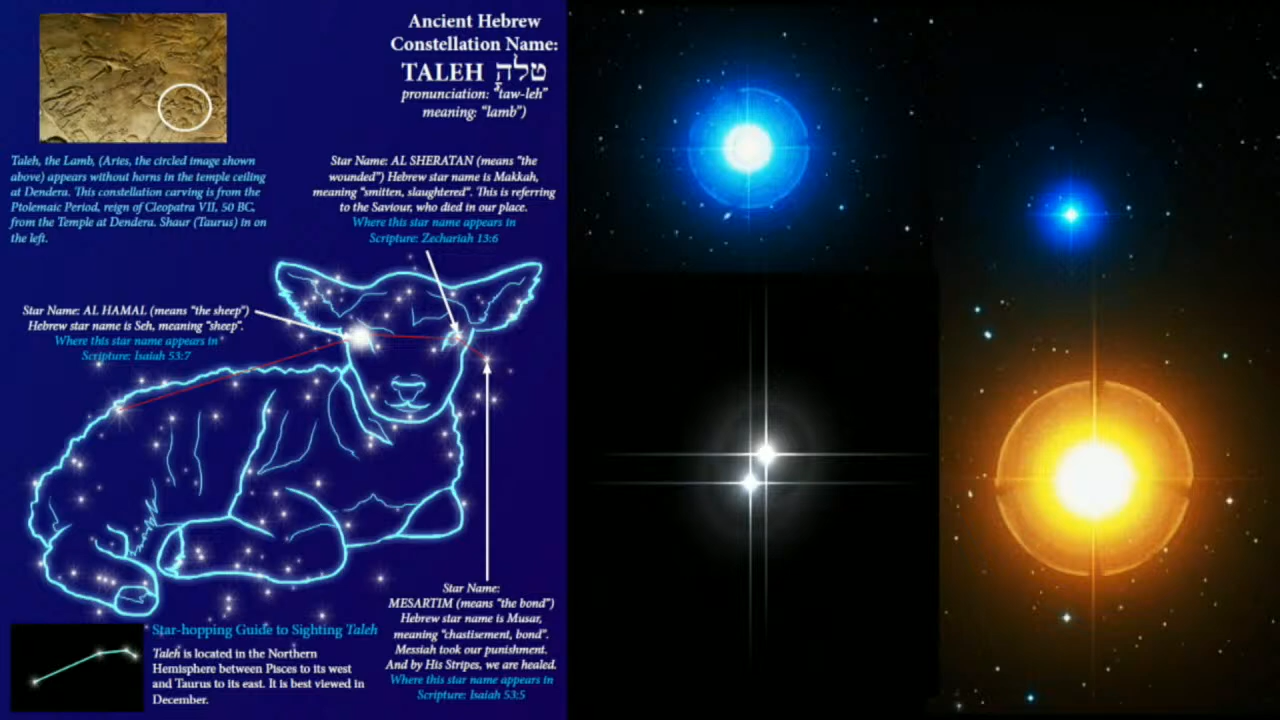 Ancient Hebrew
Constellation Name:
TALEH טלה
pronunciation: "taw-leh"
meaning: "lamb")
Taleh, the Lamb, (Aries, the circled image shown
above) appears without horns in the temple ceiling
at Dendera. This constellation carving is from the
Ptolemaic Period, reign of Cleopatra VII, 50 BC,
from the Temple at Dendera. Shaur (Taurus) in on
the left.
Star Name: AL SHERATAN (means "the
wounded") Hebrew star name is Makkah,
meaning "smitten, slaughtered". This is referring
to the Saviour, who died in our place.
Where this star name appears in
Scripture: Zechariah 13:6
Star Name: AL HAMAL (means "the sheep")
Hebrew star name is Seh, meaning "sheep".
Where this star name appears in
Scripture: Isaiah 53:7
Star Name:
MESARTIM (means "the bond")
Hebrew star name is Musar,
meaning "chastisement, bond".
Messiah took our punishment.
And by His Stripes, we are healed.
Where this star name appears in
Scripture: Isaiah 53:5
Star-hopping Guide to Sighting Taleh
Taleh is located in the Northern
Hemisphere between Pisces to its west
and Taurus to its east. It is best viewed in
December.